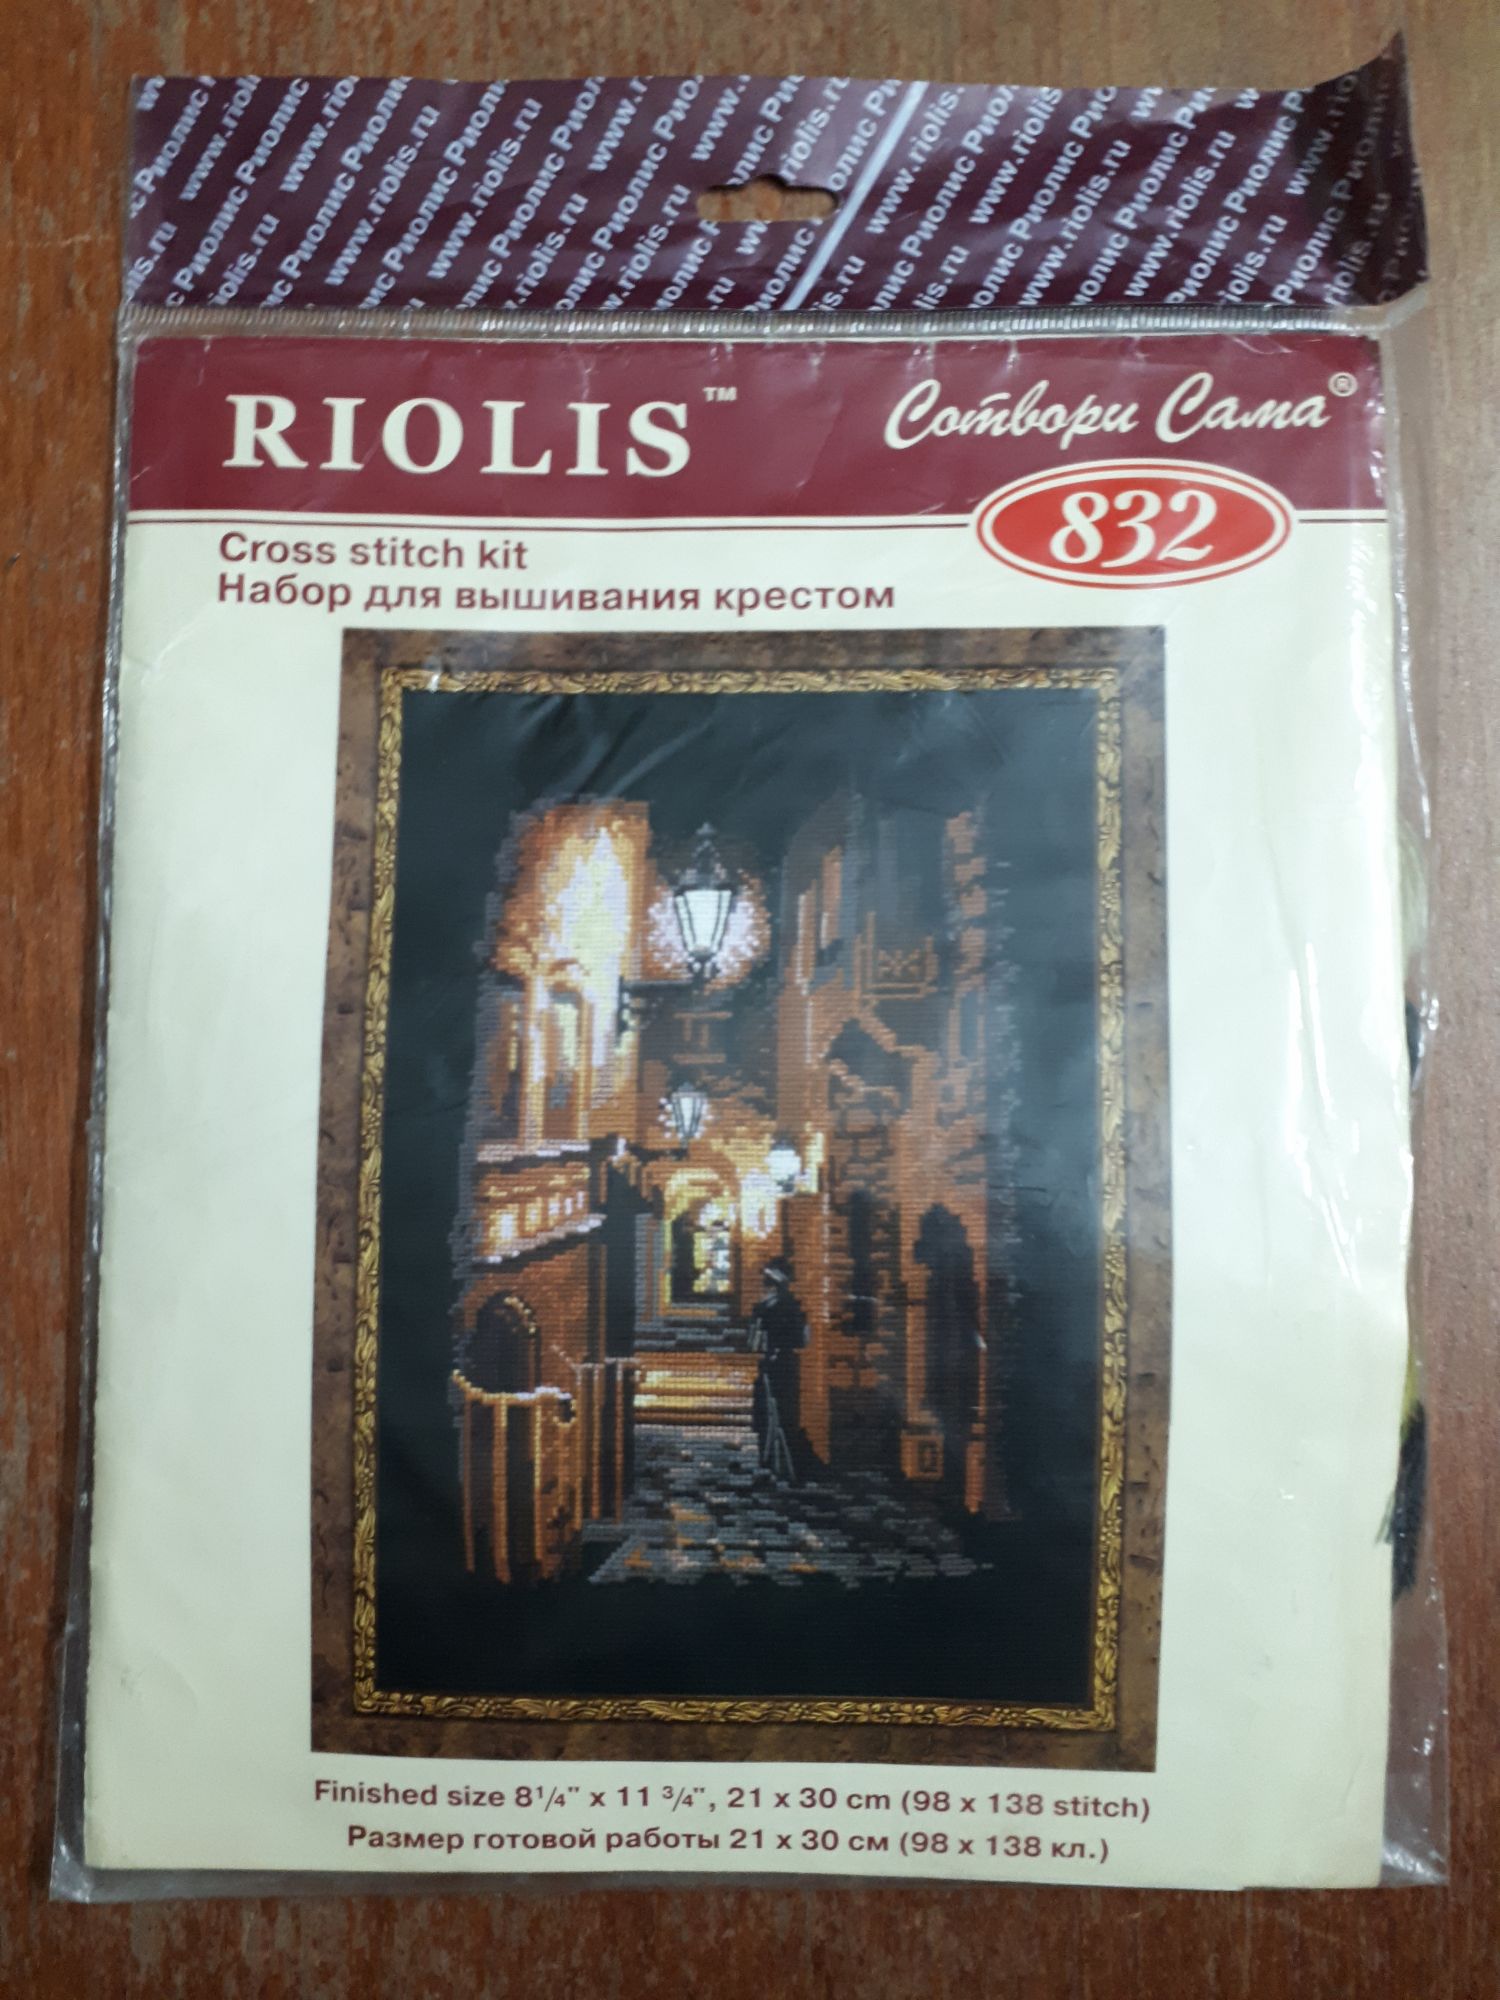 www.riolis.ru Риолис
RIOLIS™
Сотвори Сама®
832
Cross stitch kit
Набор для вышивания крестом
Finished size 8¹/₄" x 11 ³/₄", 21 x 30 cm (98 x 138 stitch)
Размер готовой работы 21 x 30 см (98 x 138 кл.)